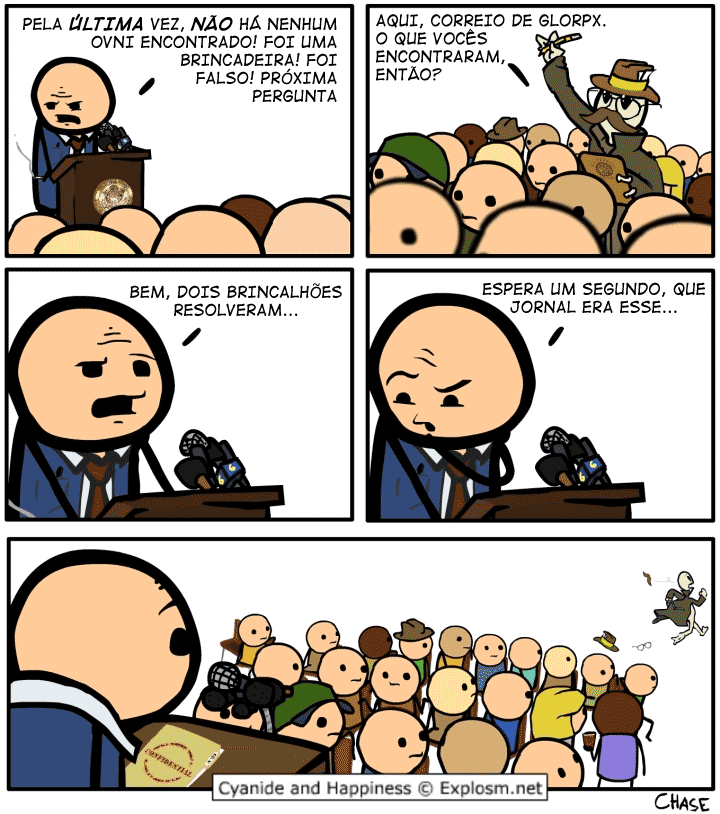 PELA ÚLTIMA VEZ, NÃO HÁ NENHUM
OVNI ENCONTRADO! FOI UMA
BRINCADEIRA! FOI
FALSO! PRÓXIMA
PERGUNTA
AQUI, CORREIO DE GLORPX.
O QUE VOCÊS
ENCONTRARAM,
ENTÃO?
BEM, DOIS BRINCALHÕES
RESOLVERAM...
ESPERA UM SEGUNDO, QUE
JORNAL ERA ESSE...
CONFIDENTIAL
Cyanide and Happiness © Explosm.net
CHASE